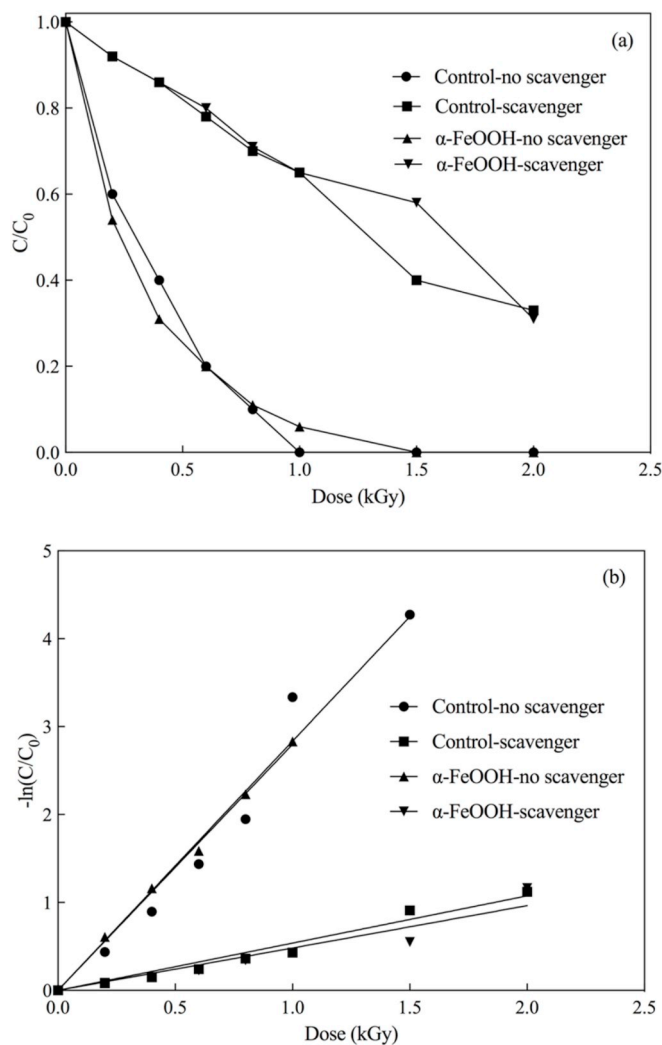 (a)
Control-no scavenger
Control-scavenger
α-FeOOH-no scavenger
α-FeOOH-scavenger
C/C₀
1.0
0.8
0.6
0.4
0.2
0.0
0.0 0.5 1.0 1.5 2.0 2.5
Dose (kGy)
(b)
Control-no scavenger
Control-scavenger
α-FeOOH-no scavenger
α-FeOOH-scavenger
-ln(C/C₀)
5
4
3
2
1
0
0.0 0.5 1.0 1.5 2.0 2.5
Dose (kGy)